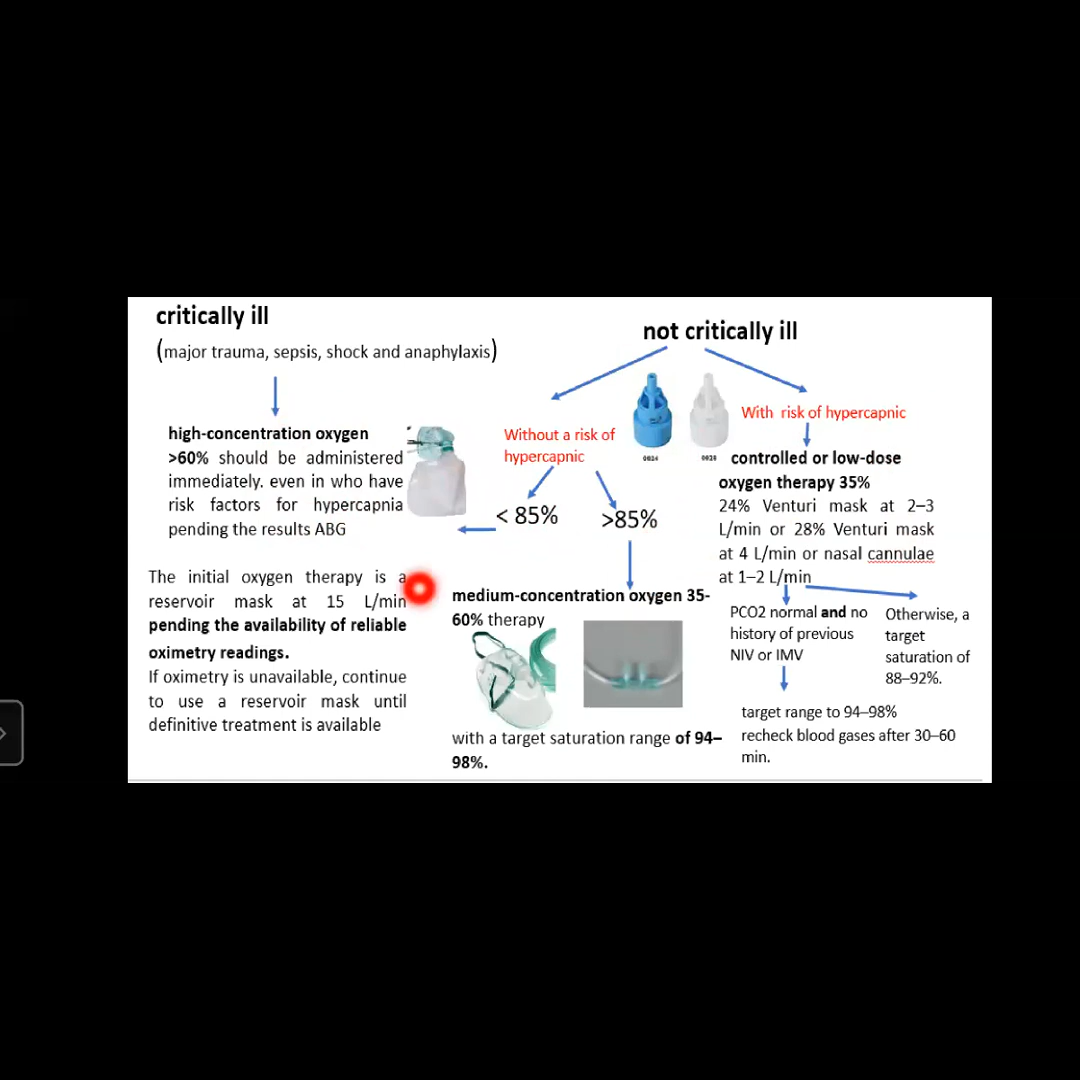 critically ill
(major trauma, sepsis, shock and anaphylaxis)
high-concentration oxygen
>60% should be administered
immediately. even in who have
risk factors for hypercapnia
pending the results ABG
The initial oxygen therapy is a
reservoir mask at 15 L/min
pending the availability of reliable
oximetry readings.
If oximetry is unavailable, continue
to use a reservoir mask until
definitive treatment is available
not critically ill
Without a risk of
hypercapnic
< 85%
>85%
medium-concentration oxygen 35-
60% therapy
with a target saturation range of 94–
98%.
With risk of hypercapnic
controlled or low-dose
oxygen therapy 35%
24% Venturi mask at 2–3
L/min or 28% Venturi mask
at 4 L/min or nasal cannulae
at 1–2 L/min
PCO2 normal and no
history of previous
NIV or IMV
target range to 94–98%
recheck blood gases after 30–60
min.
Otherwise, a
target
saturation of
88–92%.